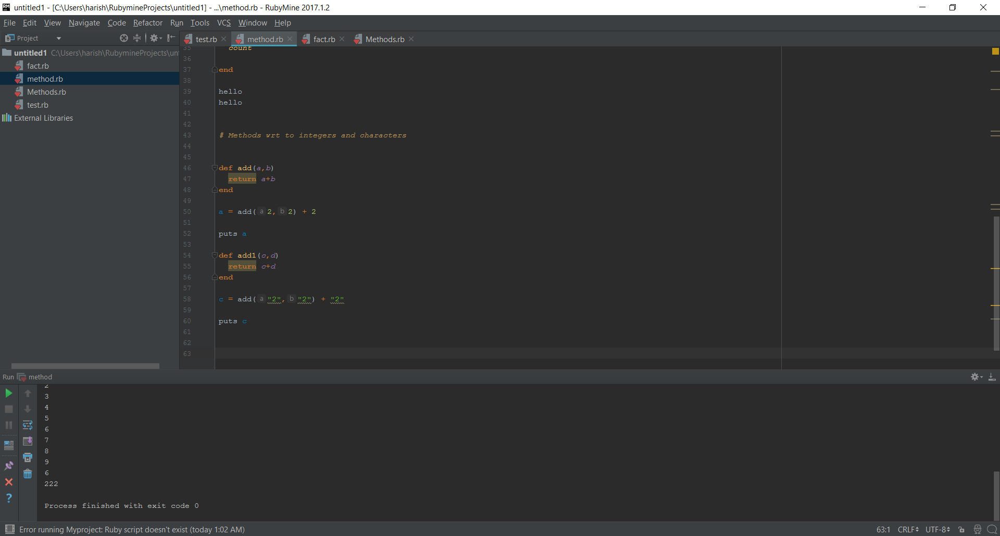 untitled1 - [C:\Users\harish\RubymineProjects\untitled1] - ...\method.rb - RubyMine 2017.1.2
File Edit View Navigate Code Refactor Run Tools VCS Window Help
Project
test.rb method.rb fact.rb Methods.rb
untitled1 C:\Users\harish\RubymineProjects\unt
fact.rb
method.rb
Methods.rb
test.rb
External Libraries
35 count
36
37 end
38
39 hello
40 hello
41
42
43 # Methods wrt to integers and characters
44
45
46 def add(a,b)
47 return a+b
48 end
49
50 a = add( a 2, b 2) + 2
51
52 puts a
53
54 def add1(c,d)
55 return c+d
56 end
57
58 c = add( a "2", b "2") + "2"
59
60 puts c
61
62
63
Run method
2
3
4
5
6
7
8
9
6
222
Process finished with exit code 0
Error running Myproject: Ruby script doesn't exist (today 1:02 AM) 63:1 CRLF UTF-8